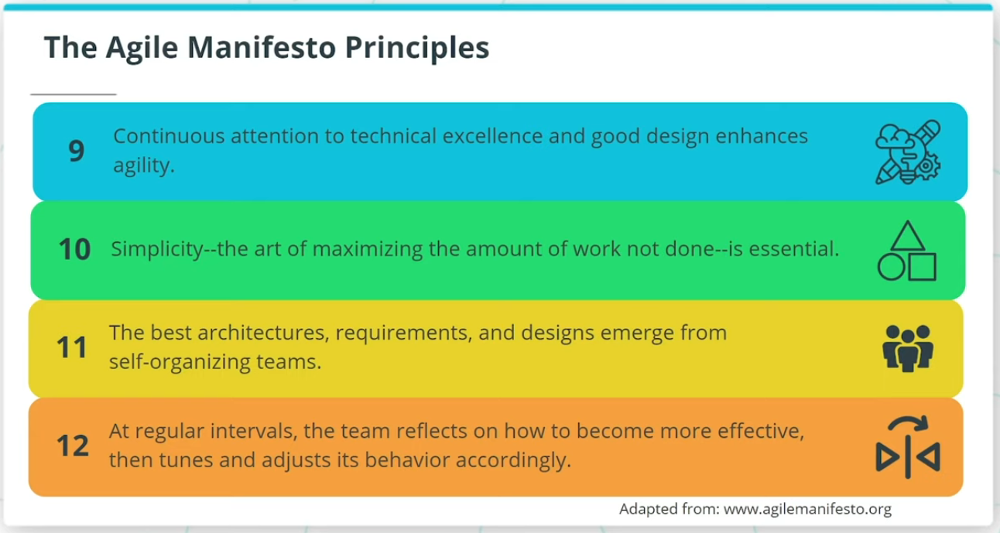 The Agile Manifesto Principles
9
Continuous attention to technical excellence and good design enhances
agility.
10
Simplicity--the art of maximizing the amount of work not done--is essential.
11
The best architectures, requirements, and designs emerge from
self-organizing teams.
12
At regular intervals, the team reflects on how to become more effective,
then tunes and adjusts its behavior accordingly.
Adapted from: www.agilemanifesto.org